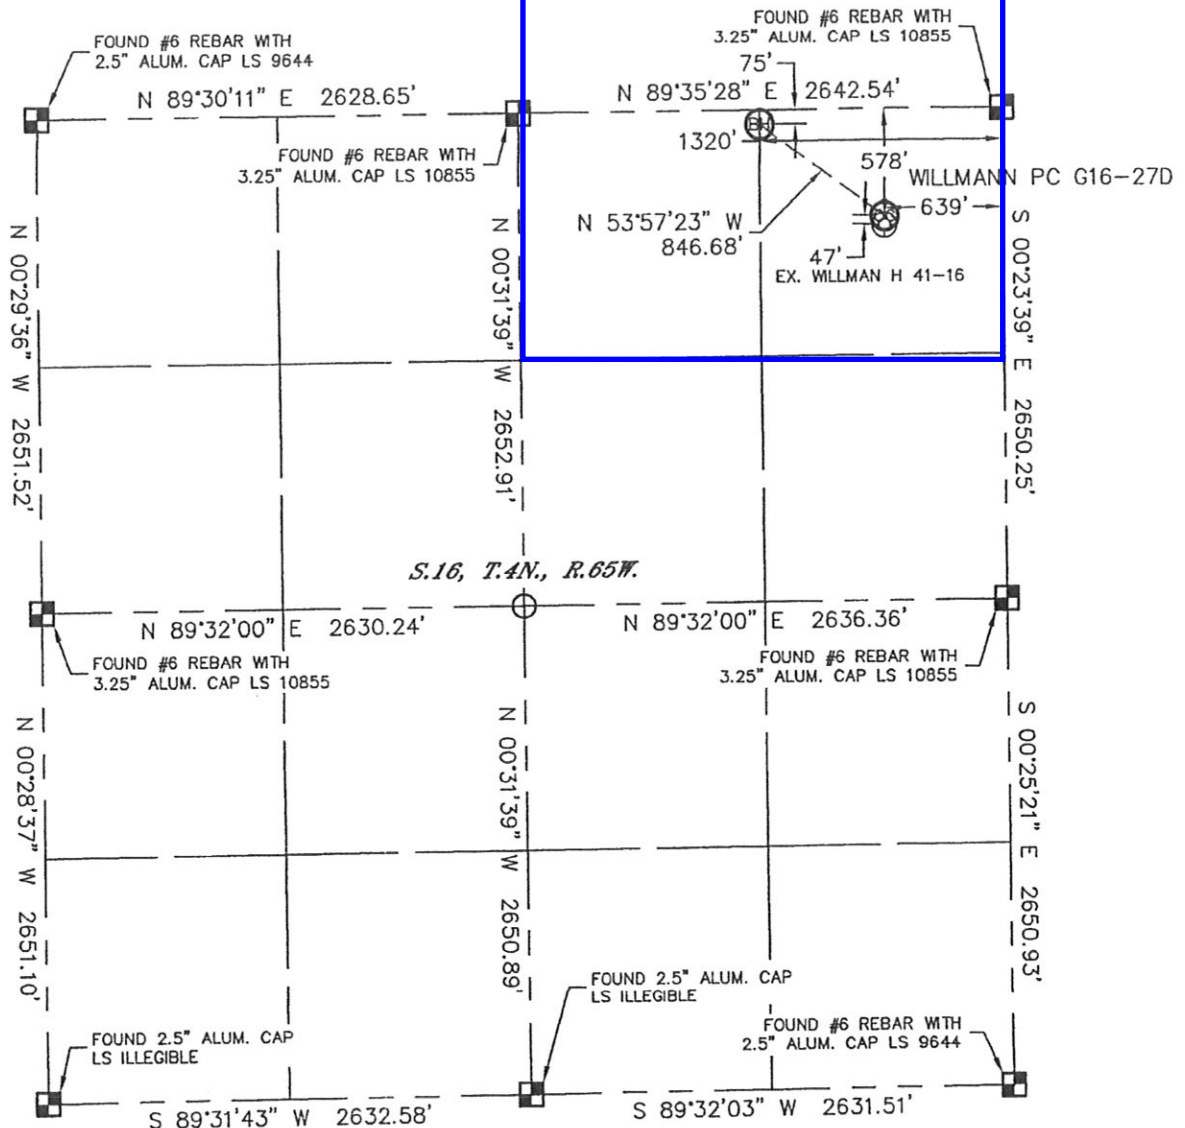 FOUND #6 REBAR WITH
2.5" ALUM. CAP LS 9644
FOUND #6 REBAR WITH
3.25" ALUM. CAP LS 10855
75'
N 89°30'11" E 2628.65'
N 89°35'28" E 2642.54'
BH
1320'
578'
FOUND #6 REBAR WITH
3.25" ALUM. CAP LS 10855
WILLMANN PC G16-27D
639'
N 53°57'23" W
846.68'
47'
EX. WILLMAN H 41-16
N 00°29'36" W 2651.52'
N 00°31'39" W 2652.91'
S 00°23'39" E 2650.25'
S.16, T.4N., R.65W.
N 89°32'00" E 2630.24'
N 89°32'00" E 2636.36'
FOUND #6 REBAR WITH
3.25" ALUM. CAP LS 10855
FOUND #6 REBAR WITH
3.25" ALUM. CAP LS 10855
N 00°28'37" W 2651.10'
N 00°31'39" W 2650.89'
S 00°25'21" E 2650.93'
FOUND 2.5" ALUM. CAP
LS ILLEGIBLE
FOUND #6 REBAR WITH
2.5" ALUM. CAP LS 9644
FOUND 2.5" ALUM. CAP
LS ILLEGIBLE
S 89°31'43" W 2632.58'
S 89°32'03" W 2631.51'